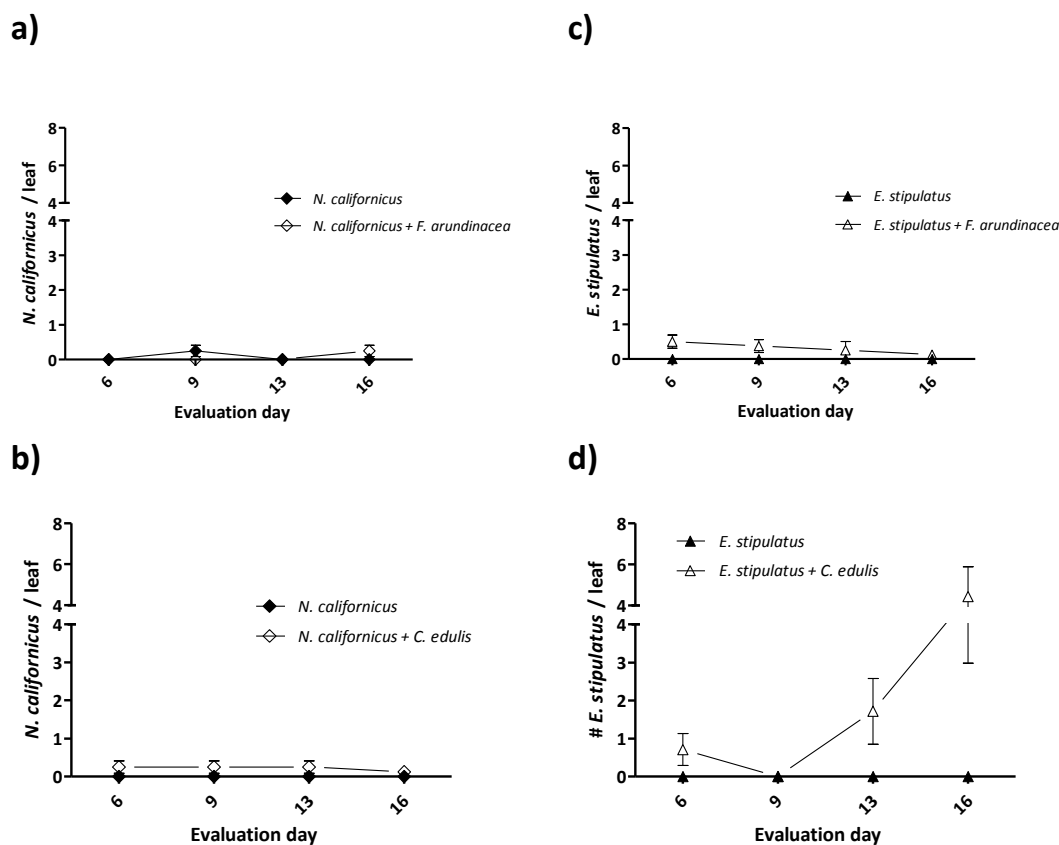 a)
N. californicus / leaf
8
6
4
4
3
2
1
0
N. californicus
N. californicus + F. arundinacea
6
9
13
16
Evaluation day
c)
E. stipulatus / leaf
8
6
4
4
3
2
1
0
E. stipulatus
E. stipulatus + F. arundinacea
6
9
13
16
Evaluation day
b)
N. californicus / leaf
8
6
4
4
3
2
1
0
N. californicus
N. californicus + C. edulis
6
9
13
16
Evaluation day
d)
# E. stipulatus / leaf
8
6
4
4
3
2
1
0
E. stipulatus
E. stipulatus + C. edulis
6
9
13
16
Evaluation day